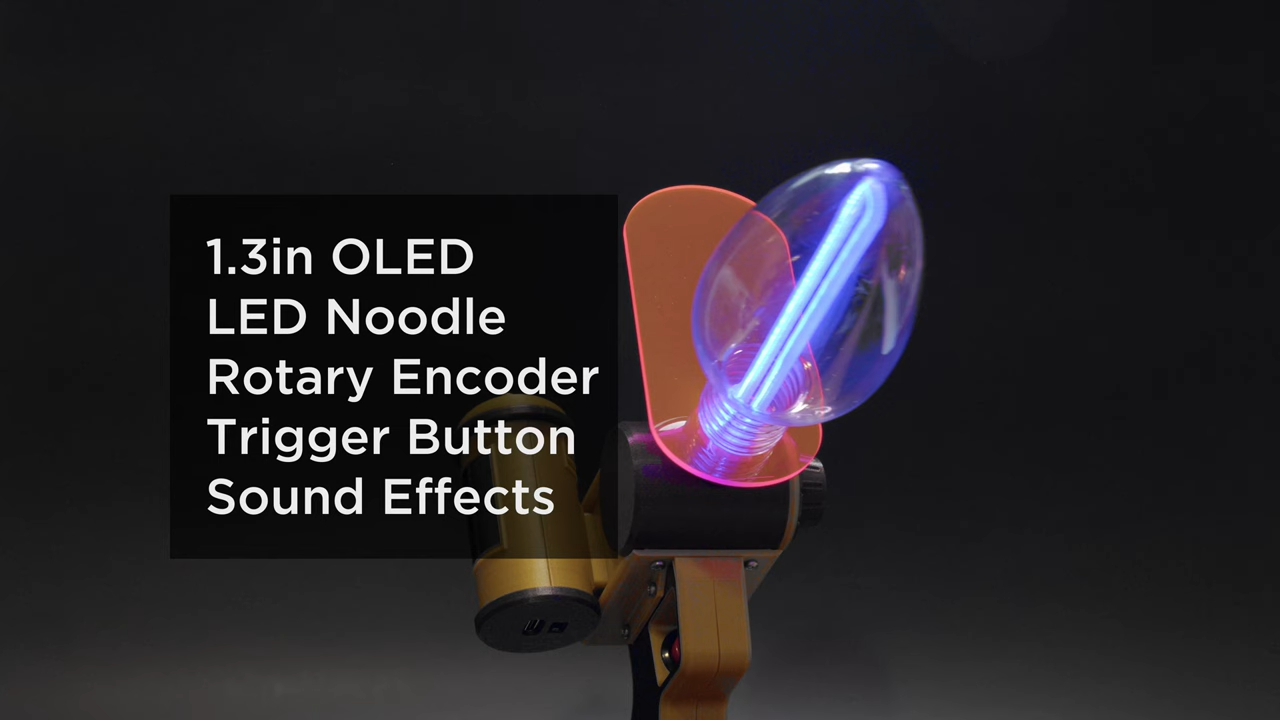 1.3in OLED
LED Noodle
Rotary Encoder
Trigger Button
Sound Effects